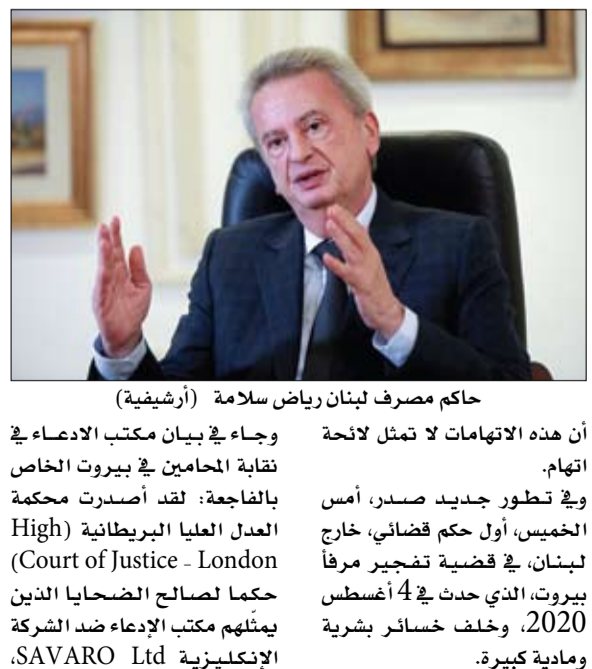 حاكم مصرف لبنان رياض سلامة (أرشيفية)
أن هذه الاتهامات لا تمثل لائحة
اتهام.
وفي تطور جديد صدر، أمس
الخميس، أول حكم قضائي، خارج
لبنان، في قضية تفجير مرفأ
بيروت، الذي حدث في 4 أغسطس
2020، وخلف خسائر بشرية
ومادية كبيرة.
وجاء في بيان مكتب الادعاء في
نقابة المحامين في بيروت الخاص
بالفاجعة: لقد أصدرت محكمة
العدل العليا البريطانية (High
Court of Justice - London)
حكما لصالح الضحايا الذين
يمثّلهم مكتب الإدعاء ضد الشركة
الإنكليزية SAVARO Ltd،